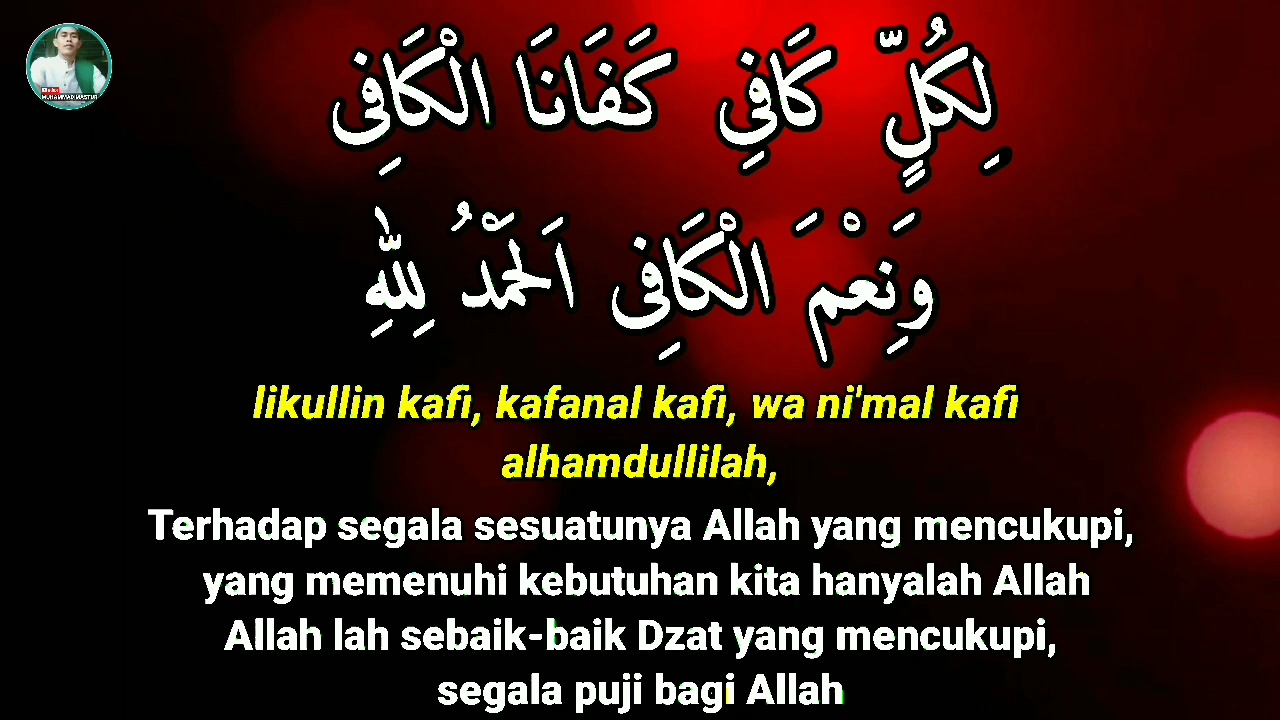 لِكُلٍّ كَافِي كَفَانَا الْكَافِي
وَنِعْمَ الْكَافِي اَلْحَمْدُ لِلّٰهِ
likullin kafi, kafanal kafi, wa ni'mal kafi
alhamdullilah,
Terhadap segala sesuatunya Allah yang mencukupi,
yang memenuhi kebutuhan kita hanyalah Allah
Allah lah sebaik-baik Dzat yang mencukupi,
segala puji bagi Allah
MUHAMMAD MASTUR